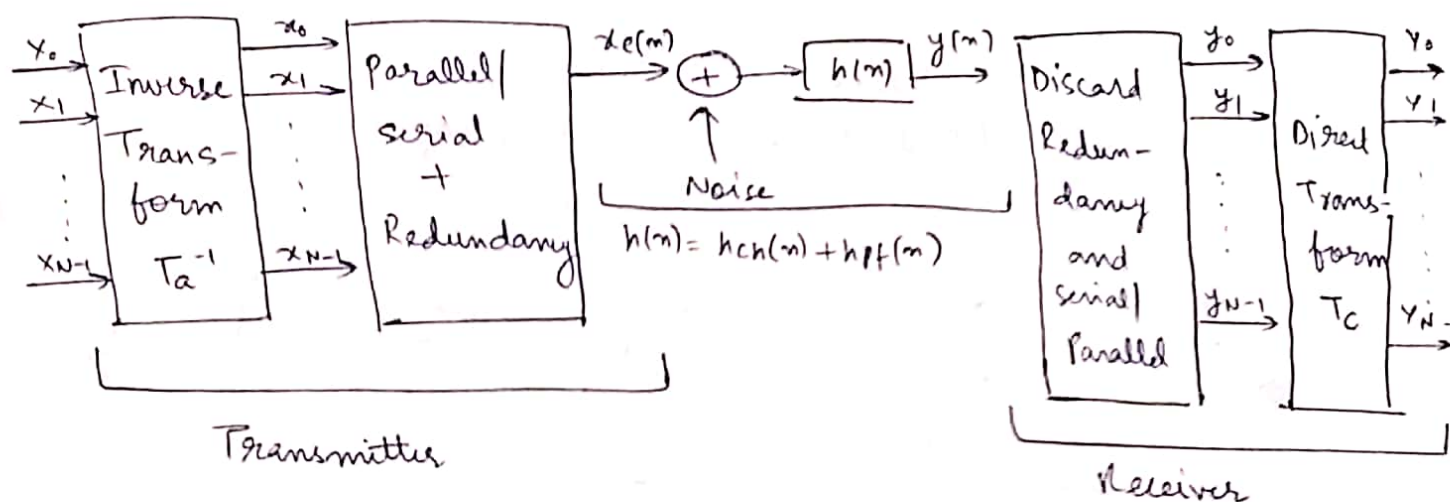 X0
X1
XN-1
Inverse
Trans-
form
Ta^-1
x0
x1
xN-1
Parallel/
serial
+
Redundancy
xe(n)
+
Noise
h(n)
y(n)
h(n) = hch(n) + hpf(n)
Discard
Redun-
dancy
and
serial/
Parallel
y0
y1
yN-1
Direct
Trans-
form
TC
Y0
Y1
YN-
Transmitter
Receiver